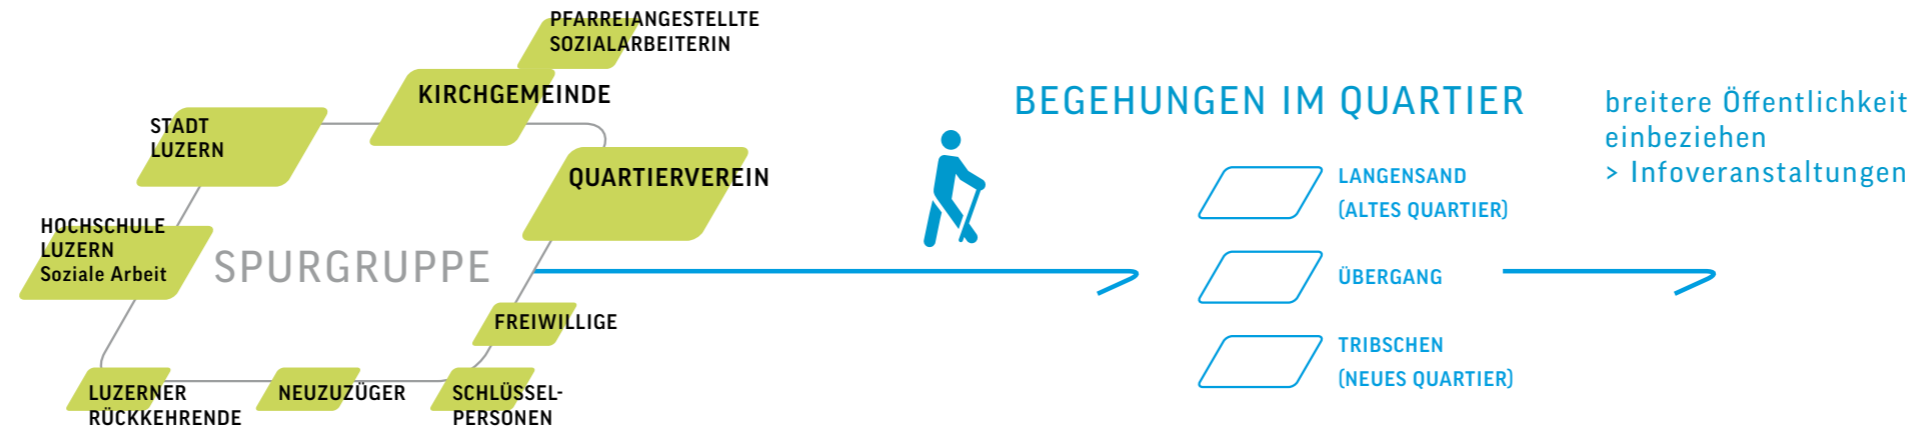 PFARREIANGESTELLTE
SOZIALARBEITERIN
KIRCHGEMEINDE
STADT
LUZERN
QUARTIERVEREIN
HOCHSCHULE
LUZERN
Soziale Arbeit
SPURGRUPPE
FREIWILLIGE
LUZERNER
RÜCKKEHRENDE
NEUZUZÜGER
SCHLÜSSEL-
PERSONEN
BEGEHUNGEN IM QUARTIER
LANGENSAND
(ALTES QUARTIER)
ÜBERGANG
TRIBSCHEN
(NEUES QUARTIER)
breitere Öffentlichkeit
einbeziehen
> Infoveranstaltungen